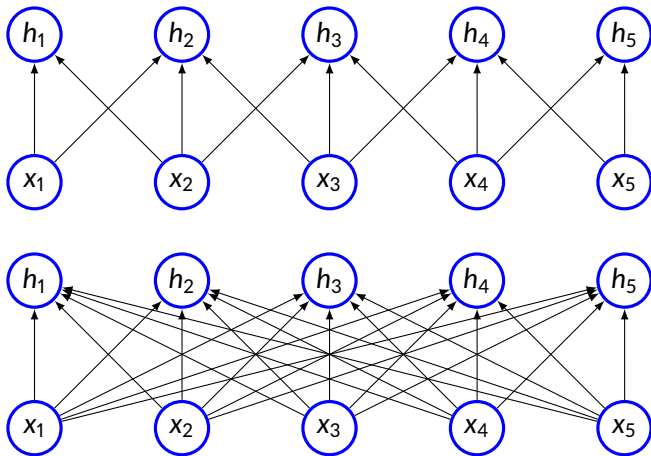 h₁ h₂ h₃ h₄ h₅
x₁ x₂ x₃ x₄ x₅
h₁ h₂ h₃ h₄ h₅
x₁ x₂ x₃ x₄ x₅